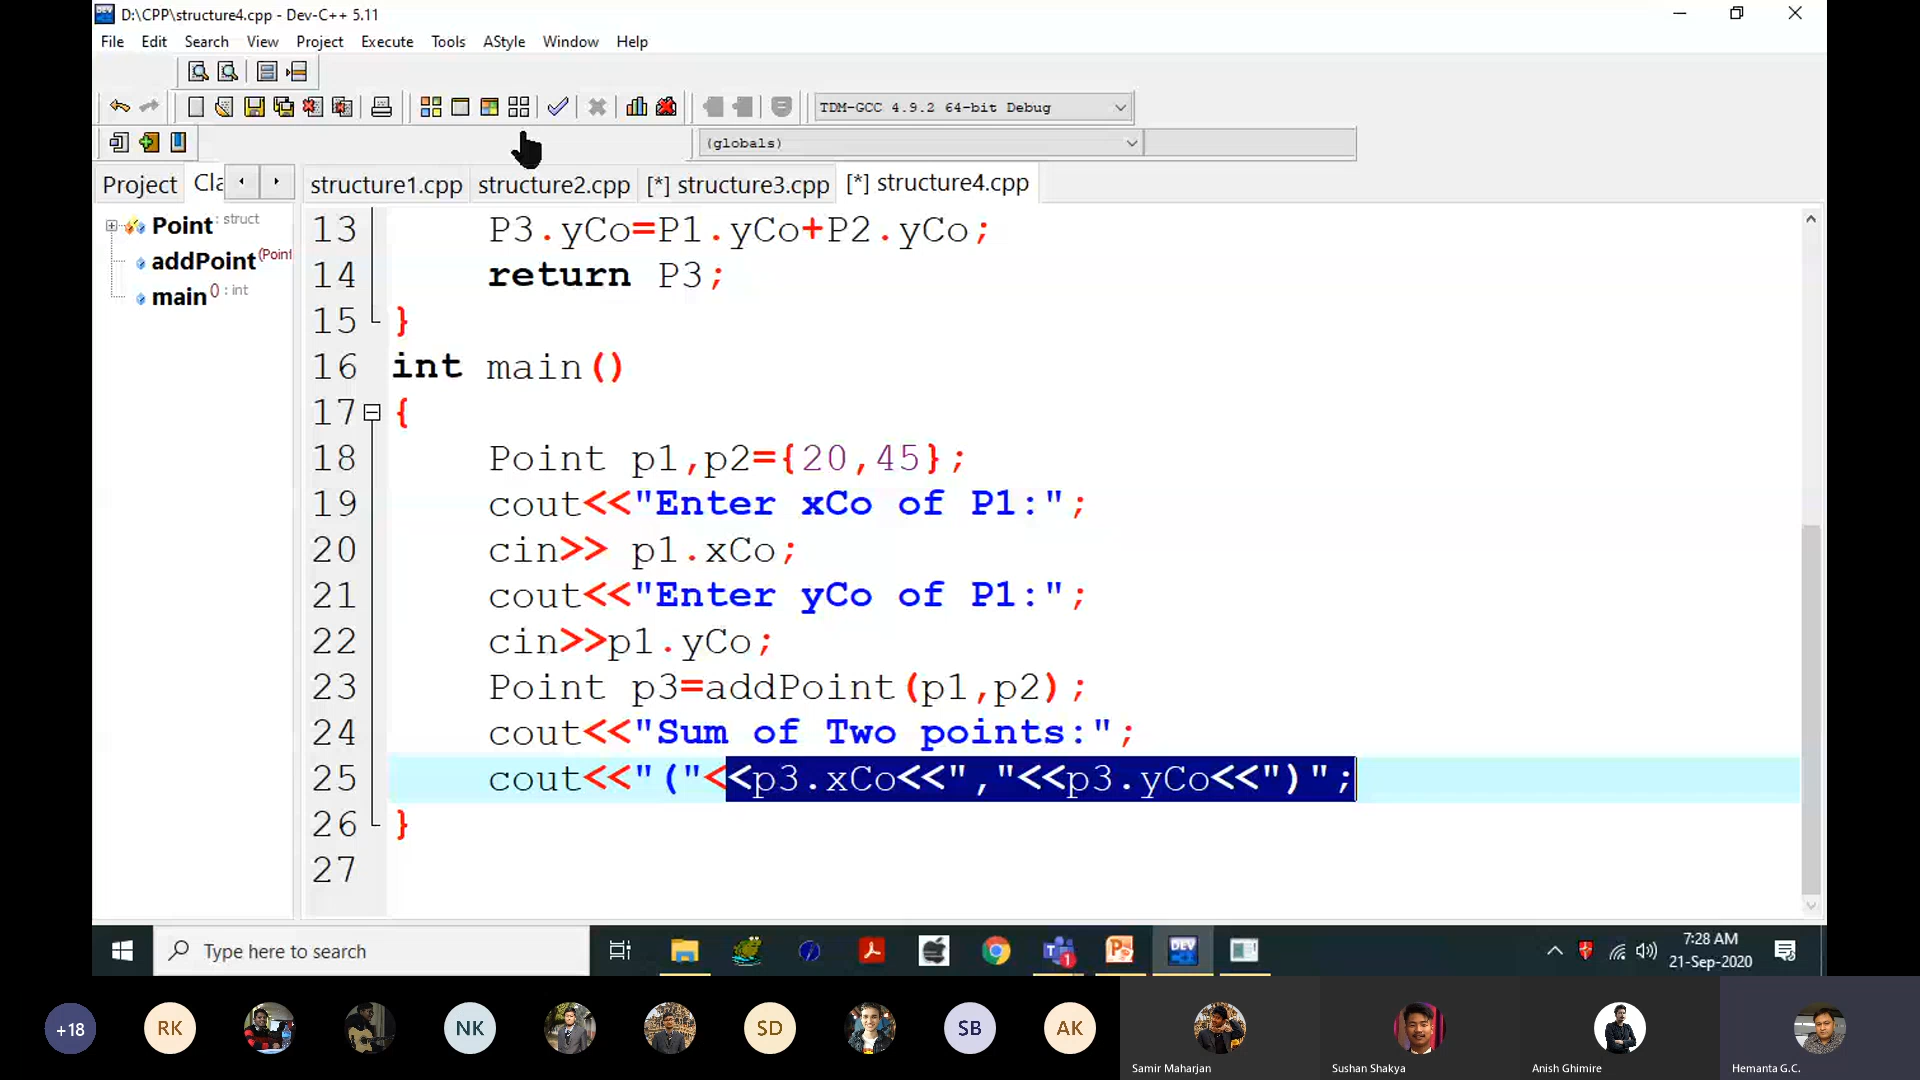 D:\CPP\structure4.cpp - Dev-C++ 5.11
File Edit Search View Project Execute Tools AStyle Window Help
TDM-GCC 4.9.2 64-bit Debug
(globals)
Project Cla structure1.cpp structure2.cpp [*] structure3.cpp [*] structure4.cpp
Point : struct
addPoint (Point
main () : int
13 P3.yCo=P1.yCo+P2.yCo;
14 return P3;
15 }
16 int main()
17 {
18 Point p1,p2={20,45};
19 cout<<"Enter xCo of P1:";
20 cin>> p1.xCo;
21 cout<<"Enter yCo of P1:";
22 cin>>p1.yCo;
23 Point p3=addPoint(p1,p2);
24 cout<<"Sum of Two points:";
25 cout<<"("<<p3.xCo<<","<<p3.yCo<<")";
26 }
27
Type here to search
DEV
1
7:28 AM
21-Sep-2020
+18 RK NK SD SB AK
Samir Maharjan Sushan Shakya Anish Ghimire Hemanta G.C.